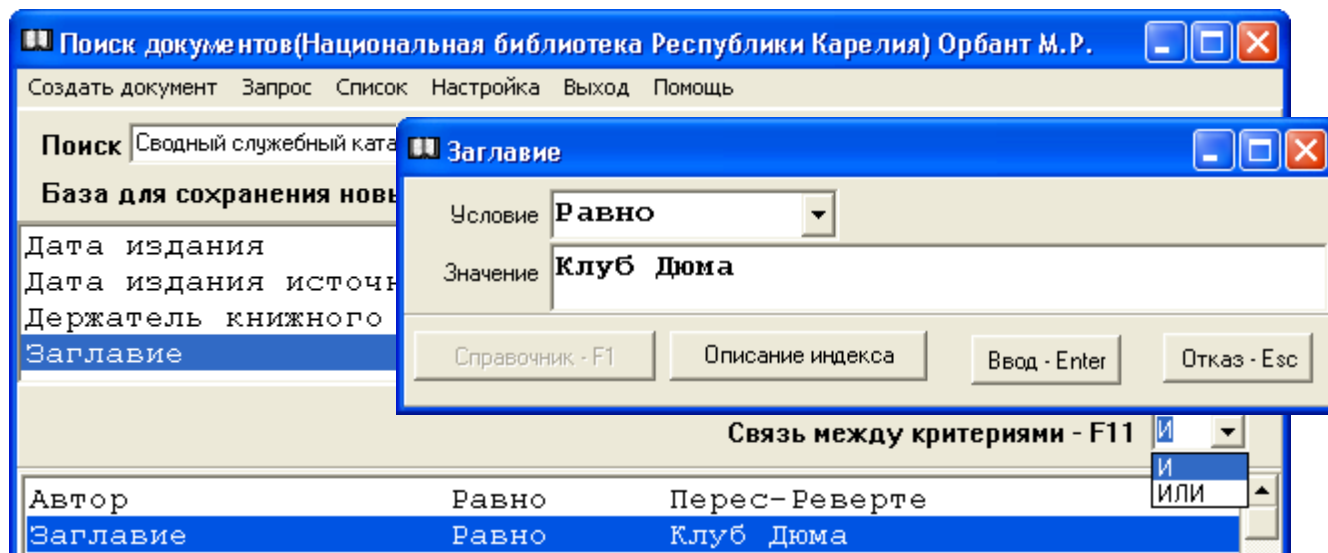 Поиск документов(Национальная библиотека Республики Карелия) Орбант М.Р.
Создать документ Запрос Список Настройка Выход Помощь
Поиск Сводный служебный ката
База для сохранения новы
Дата издания
Дата издания источн
Держатель книжного
Заглавие
Заглавие
Условие Равно
Значение Клуб Дюма
Справочник - F1 Описание индекса Ввод - Enter Отказ - Esc
Связь между критериями - F11 И
И
ИЛИ
Автор Равно Перес-Реверте
Заглавие Равно Клуб Дюма